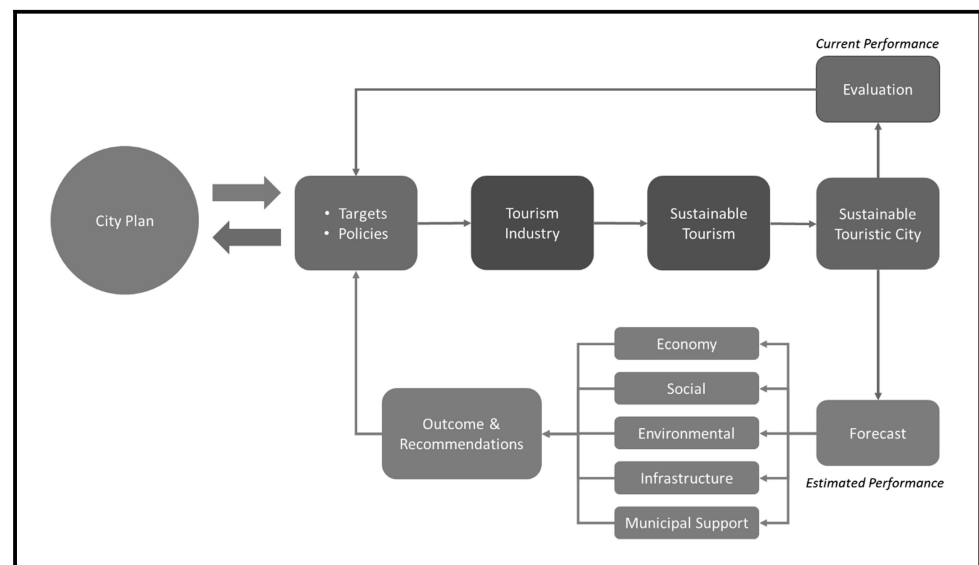 Current Performance
Evaluation
City Plan
• Targets
• Policies
Tourism
Industry
Sustainable
Tourism
Sustainable
Touristic City
Economy
Social
Environmental
Infrastructure
Municipal Support
Outcome &
Recommendations
Forecast
Estimated Performance